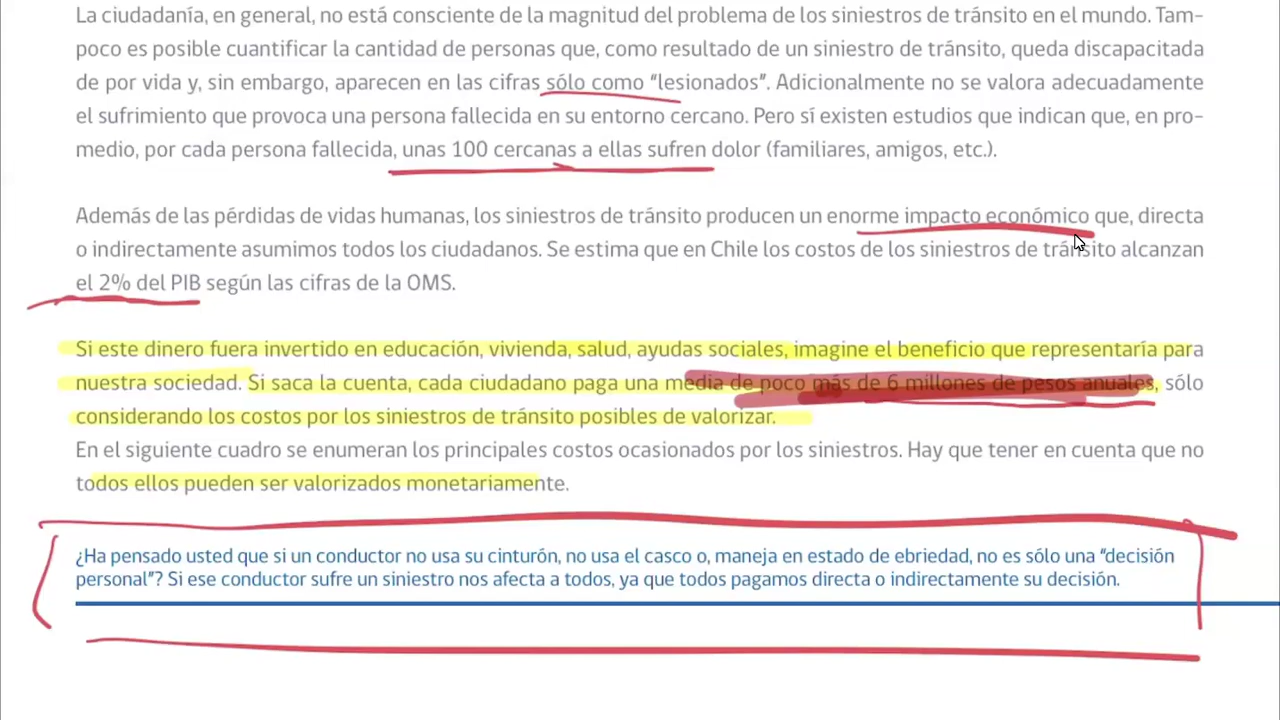 La ciudadanía, en general, no está consciente de la magnitud del problema de los siniestros de tránsito en el mundo. Tam-
poco es posible cuantificar la cantidad de personas que, como resultado de un siniestro de tránsito, queda discapacitada
de por vida y, sin embargo, aparecen en las cifras sólo como "lesionados". Adicionalmente no se valora adecuadamente
el sufrimiento que provoca una persona fallecida en su entorno cercano. Pero sí existen estudios que indican que, en pro-
medio, por cada persona fallecida, unas 100 cercanas a ellas sufren dolor (familiares, amigos, etc.).
Además de las pérdidas de vidas humanas, los siniestros de tránsito producen un enorme impacto económico que, directa
o indirectamente asumimos todos los ciudadanos. Se estima que en Chile los costos de los siniestros de tránsito alcanzan
el 2% del PIB según las cifras de la OMS.
Si este dinero fuera invertido en educación, vivienda, salud, ayudas sociales, imagine el beneficio que representaría para
nuestra sociedad. Si saca la cuenta, cada ciudadano paga una media de poco más de 6 millones de pesos anuales, sólo
considerando los costos por los siniestros de tránsito posibles de valorizar.
En el siguiente cuadro se enumeran los principales costos ocasionados por los siniestros. Hay que tener en cuenta que no
todos ellos pueden ser valorizados monetariamente.
¿Ha pensado usted que si un conductor no usa su cinturón, no usa el casco o, maneja en estado de ebriedad, no es sólo una "decisión
personal"? Si ese conductor sufre un siniestro nos afecta a todos, ya que todos pagamos directa o indirectamente su decisión.